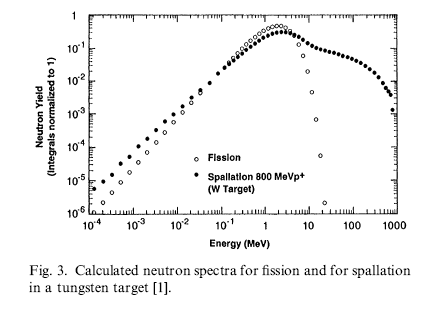 1
10-1
10-2
10-3
10-4
10-5
10-6
Neutron Yield
(Integrals normalized to 1)
Fission
Spallation 800 MeVp+
(W Target)
10-4 10-3 10-2 10-1 1 10 100 1000
Energy (MeV)
Fig. 3. Calculated neutron spectra for fission and for spallation
in a tungsten target [1].